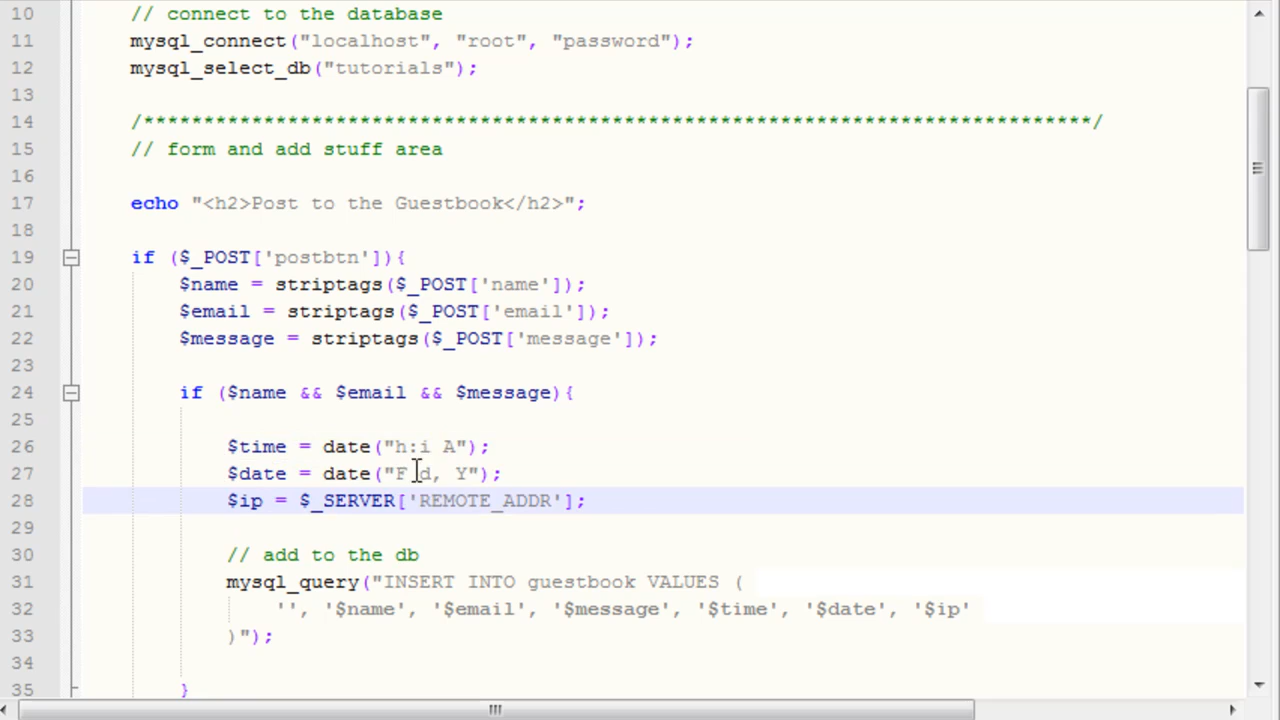 10 // connect to the database
11 mysql_connect("localhost", "root", "password");
12 mysql_select_db("tutorials");
13
14 /*******************************************************************************/
15 // form and add stuff area
16
17 echo "<h2>Post to the Guestbook</h2>";
18
19 if ($_POST['postbtn']){
20 $name = striptags($_POST['name']);
21 $email = striptags($_POST['email']);
22 $message = striptags($_POST['message']);
23
24 if ($name && $email && $message){
25
26 $time = date("h:i A");
27 $date = date("F d, Y");
28 $ip = $_SERVER['REMOTE_ADDR'];
29
30 // add to the db
31 mysql_query("INSERT INTO guestbook VALUES (
32 '', '$name', '$email', '$message', '$time', '$date', '$ip'
33 )");
34
35 }